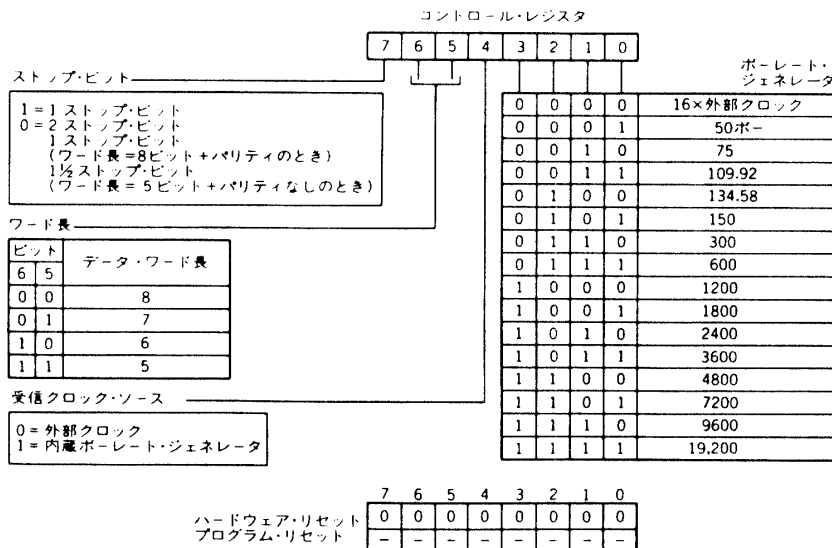 コントロール・レジスタ
7 6 5 4 3 2 1 0
ストップ・ビット
1=1 ストップ・ビット
0=2 ストップ・ビット
1 ストップ・ビット
(ワード長=8ビット+パリティのとき)
1½ストップ・ビット
(ワード長=5ビット+パリティなしのとき)
ワード長
ビット データ・ワード長
6 5
0 0 8
0 1 7
1 0 6
1 1 5
受信クロック・ソース
0=外部クロック
1=内蔵ボーレート・ジェネレータ
ボーレート・
ジェネレータ
0 0 0 0 16×外部クロック
0 0 0 1 50ボー
0 0 1 0 75
0 0 1 1 109.92
0 1 0 0 134.58
0 1 0 1 150
0 1 1 0 300
0 1 1 1 600
1 0 0 0 1200
1 0 0 1 1800
1 0 1 0 2400
1 0 1 1 3600
1 1 0 0 4800
1 1 0 1 7200
1 1 1 0 9600
1 1 1 1 19,200
7 6 5 4 3 2 1 0
ハードウェア・リセット 0 0 0 0 0 0 0 0
プログラム・リセット - - - - - - - -